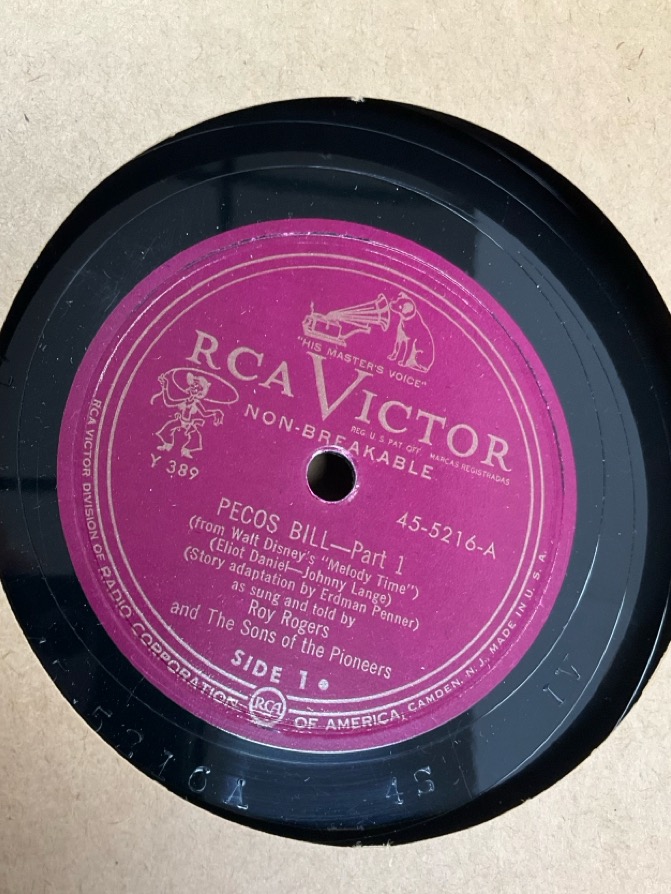 "HIS MASTER'S VOICE"
RCA VICTOR
REG. U. S. PAT. OFF. MARCAS REGISTRADAS
NON-BREAKABLE
Y 389
45-5216-A
PECOS BILL—Part 1
(from Walt Disney's "Melody Time")
(Eliot Daniel—Johnny Lange)
(Story adaptation by Erdman Penner)
as sung and told by
Roy Rogers
and The Sons of the Pioneers
SIDE 1
RCA VICTOR DIVISION OF RADIO CORPORATION RCA OF AMERICA, CAMDEN, N. J., MADE IN U. S. A.
5216A 4S
1V